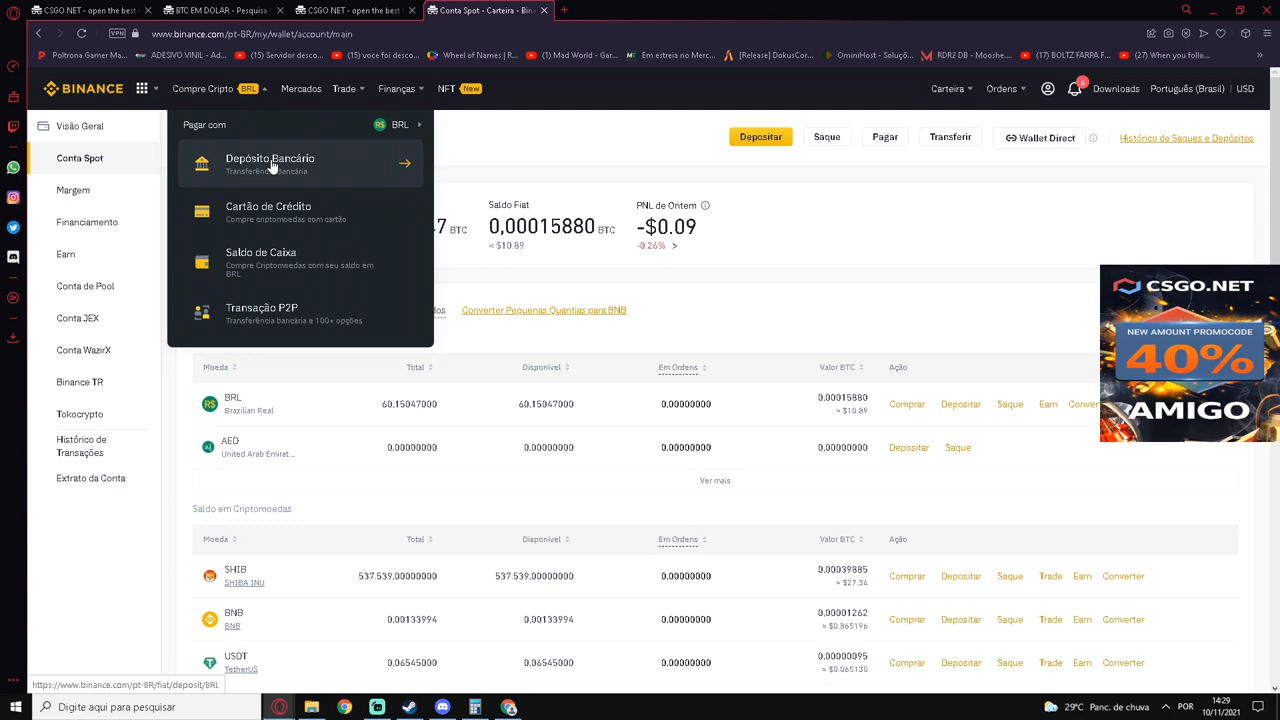 CSGO NET - open the best
BTC EM DOLAR - Pesquisa
CSGO NET - open the best
Conta Spot - Carteira - Bin
VPN
www.binance.com/pt-BR/my/wallet/account/main
Poltrona Gamer Ma...
ADESIVO VINIL - Ad...
(15) Servidor desco...
(15) voce foi desco...
Wheel of Names | R...
(1) Mad World - Gar...
Em estreia no Merc...
[Release] DokusCor...
OminiHost - Soluçõ...
RDR2 DB - Mooshe...
(17) BOLTZ FARPA F...
(27) When you follo...
BINANCE
Compre Cripto BRL
Mercados
Trade
Finanças
NFT New
Carteira
Ordens
6
Downloads
Português (Brasil)
USD
Visão Geral
Conta Spot
Margem
Financiamento
Earn
Conta de Pool
Conta JEX
Conta WazirX
Binance TR
Tokocrypto
Histórico de
Transações
Extrato da Conta
Pagar com
R$ BRL
Depósito Bancário
Transferência Bancária
Cartão de Crédito
Compre criptomoedas com cartão
Saldo de Caixa
Compre Criptomoedas com seu saldo em
BRL
Transação P2P
Transferência bancária e 100+ opções
Depositar
Saque
Pagar
Transferir
Wallet Direct
Histórico de Saques e Depósitos
Saldo Fiat
PNL de Ontem
7 BTC
0,00015880 BTC
-$0.09
≈ $10.89
-0.26% >
dos
Converter Pequenas Quantias para BNB
Moeda
Total
Disponível
Em Ordens
Valor BTC
Ação
BRL
Brazilian Real
60,15047000
60,15047000
0,00000000
0,00015880
≈ $10.89
Comprar
Depositar
Saque
Earn
Conver
AED
United Arab Emirat...
0,00000000
0,00000000
0,00000000
0,00000000
Depositar
Saque
Ver mais
Saldo em Criptomoedas
Moeda
Total
Disponível
Em Ordens
Valor BTC
Ação
SHIB
SHIBA INU
537.539,00000000
537.539,00000000
0,00000000
0,00039885
≈ $27.34
Comprar
Depositar
Saque
Trade
Earn
Converter
BNB
BNB
0,00133994
0,00133994
0,00000000
0,00001262
≈ $0.865196
Comprar
Depositar
Saque
Trade
Earn
Converter
USDT
TetherUS
0,06545000
0,06545000
0,00000000
0,00000095
≈ $0.065130
Comprar
Depositar
Saque
Trade
Earn
Converter
CSGO.NET
NEW AMOUNT PROMOCODE
40%
AMIGO
https://www.binance.com/pt-BR/fiat/deposit/BRL
Digite aqui para pesquisar
29°C Panc. de chuva
POR
14:29
10/11/2021